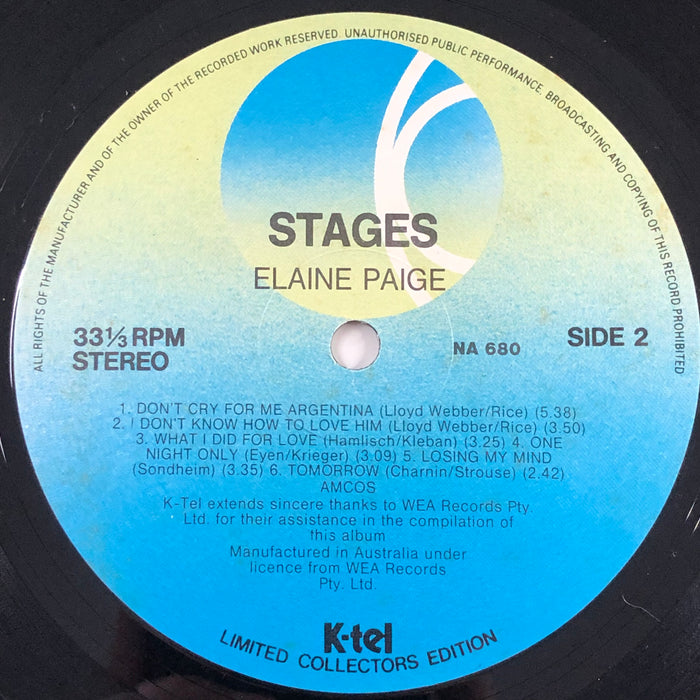 ALL RIGHTS OF THE MANUFACTURER AND OF THE OWNER OF THE RECORDED WORK RESERVED. UNAUTHORISED PUBLIC PERFORMANCE, BROADCASTING AND COPYING OF THIS RECORD PROHIBITED
STAGES
ELAINE PAIGE
33⅓ RPM
STEREO
NA 680
SIDE 2
1. DON'T CRY FOR ME ARGENTINA (Lloyd Webber/Rice) (5.38)
2. I DON'T KNOW HOW TO LOVE HIM (Lloyd Webber/Rice) (3.50)
3. WHAT I DID FOR LOVE (Hamlisch/Kleban) (3.25) 4. ONE
NIGHT ONLY (Eyen/Krieger) (3.09) 5. LOSING MY MIND
(Sondheim) (3.35) 6. TOMORROW (Charnin/Strouse) (2.42)
AMCOS
K-Tel extends sincere thanks to WEA Records Pty.
Ltd. for their assistance in the compilation of
this album
Manufactured in Australia under
licence from WEA Records
Pty. Ltd.
K-tel
LIMITED COLLECTORS EDITION